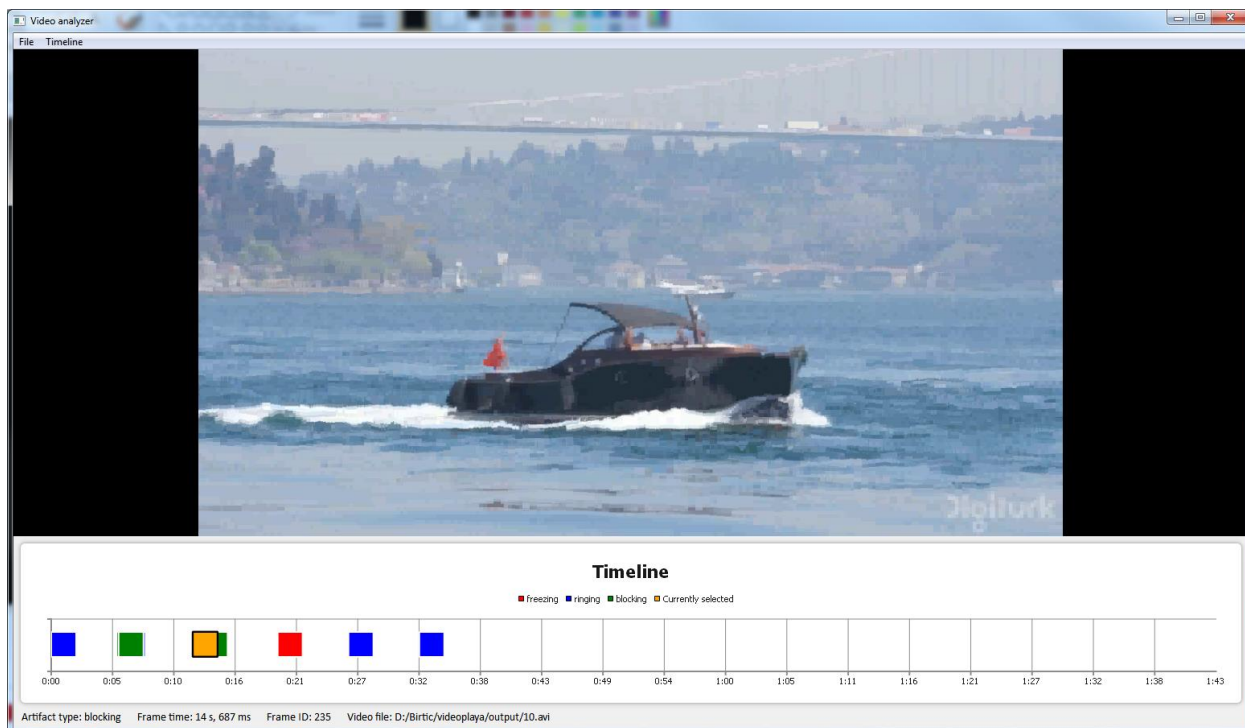 Video analyzer
File Timeline
Digiturk
Timeline
freezing ringing blocking Currently selected
0:00 0:05 0:10 0:16 0:21 0:27 0:32 0:38 0:43 0:49 0:54 1:00 1:05 1:11 1:16 1:21 1:27 1:32 1:38 1:43
Artifact type: blocking Frame time: 14 s, 687 ms Frame ID: 235 Video file: D:/Birtic/videoplaya/output/10.avi